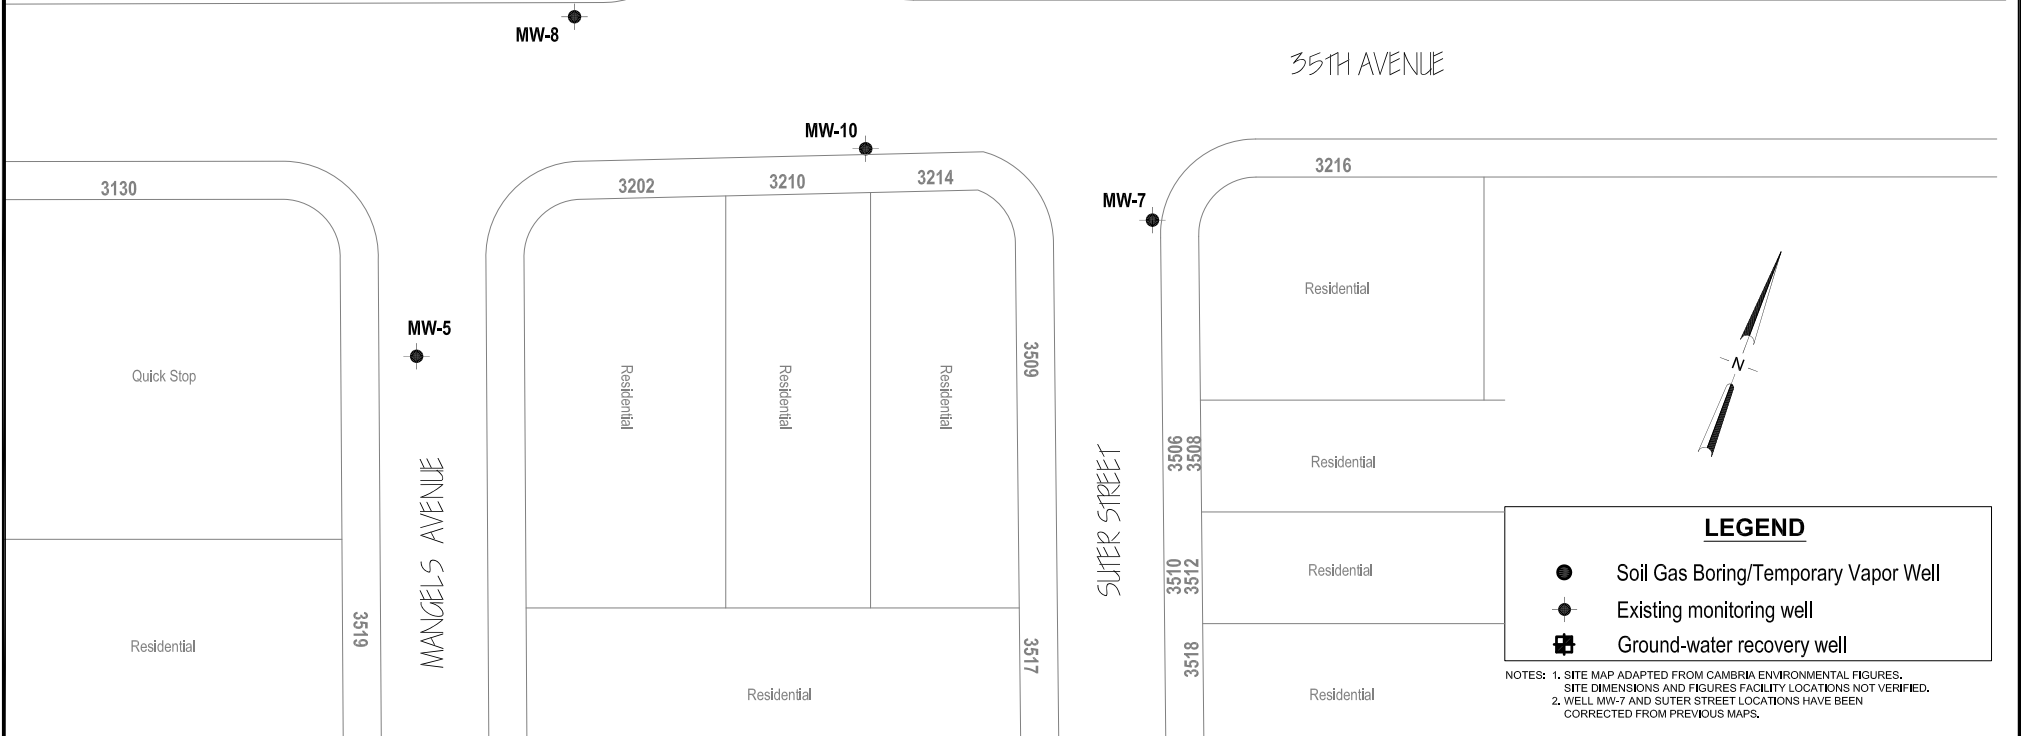 MW-8
35TH AVENUE
MW-10
3130
3202
3210
3214
3216
MW-7
MW-5
Quick Stop
Residential
Residential
Residential
3509
Residential
MANGELS AVENUE
SUTER STREET
3506
3508
Residential
3510
3512
Residential
3519
Residential
3517
Residential
3518
Residential
N
LEGEND
Soil Gas Boring/Temporary Vapor Well
Existing monitoring well
Ground-water recovery well
NOTES: 1. SITE MAP ADAPTED FROM CAMBRIA ENVIRONMENTAL FIGURES.
SITE DIMENSIONS AND FIGURES FACILITY LOCATIONS NOT VERIFIED.
2. WELL MW-7 AND SUTER STREET LOCATIONS HAVE BEEN
CORRECTED FROM PREVIOUS MAPS.